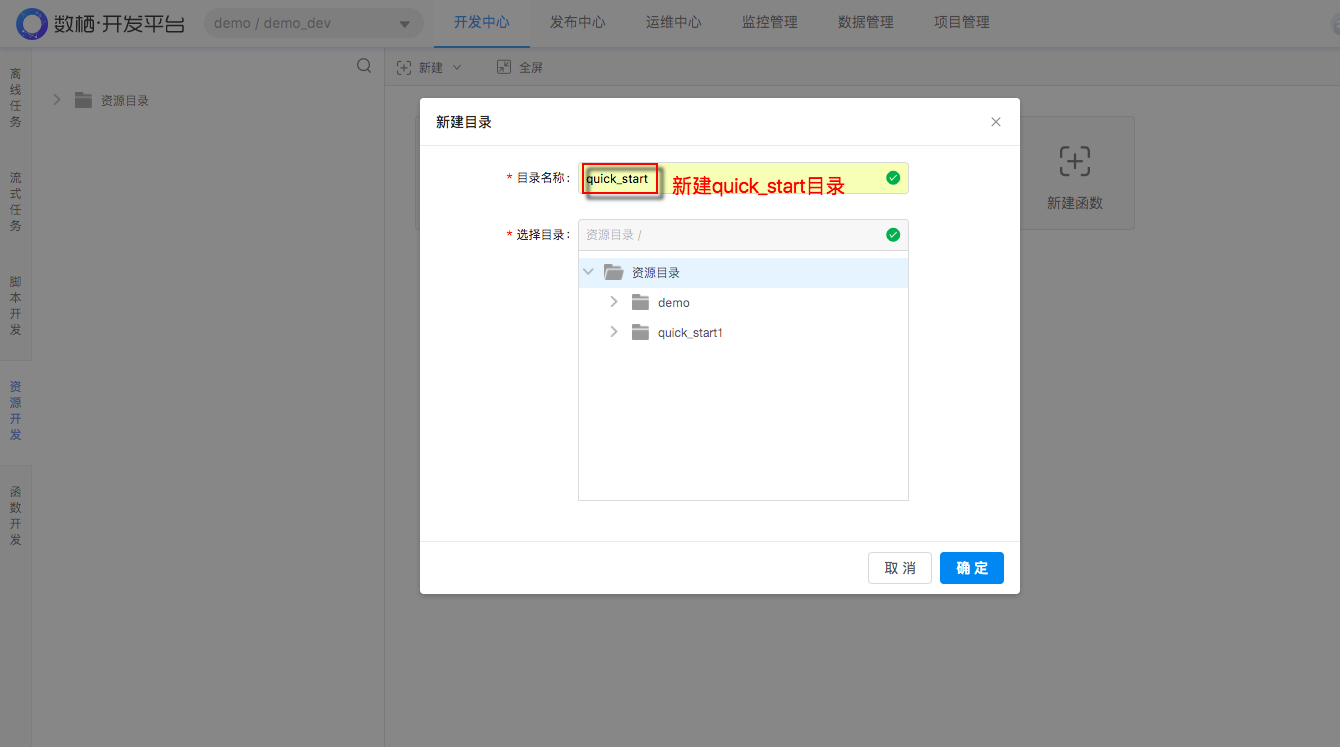 数栖·开发平台
demo / demo_dev
开发中心
发布中心
运维中心
监控管理
数据管理
项目管理
离线任务
流式任务
脚本开发
资源开发
函数开发
资源目录
新建
全屏
新建目录
* 目录名称:
quick_start
新建quick_start目录
* 选择目录:
资源目录 /
资源目录
demo
quick_start1
取 消
确 定
新建函数